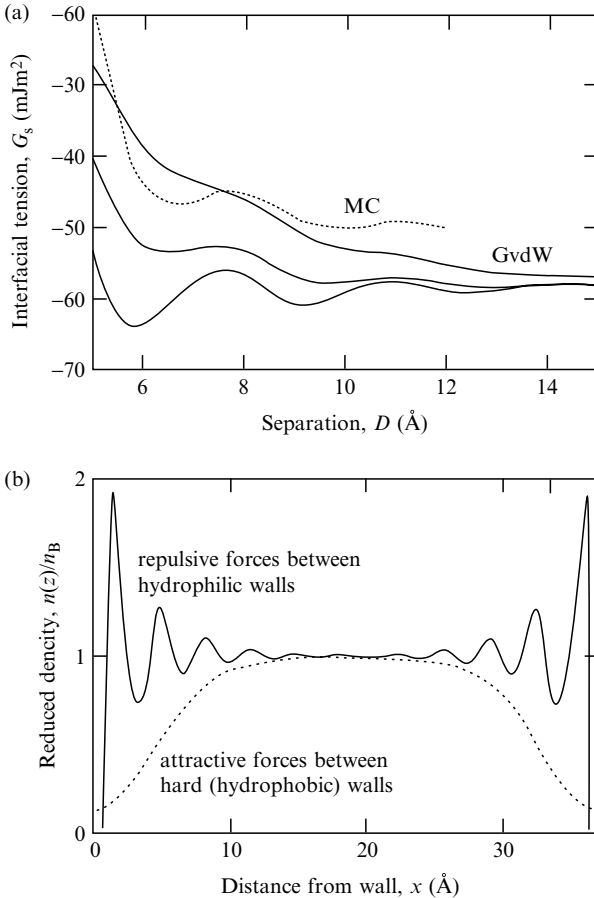 (a)
−60
−30
−40
−50
−60
−70
Interfacial tension, Gs (mJm²)
MC
GvdW
6 8 10 12 14
Separation, D (Å)
(b)
2
1
0
Reduced dencity, n(z)/nB
repulsive forces between
hydrophilic walls
attractive forces between
hard (hydrophobic) walls
0 10 20 30
Distance from wall, x (Å)